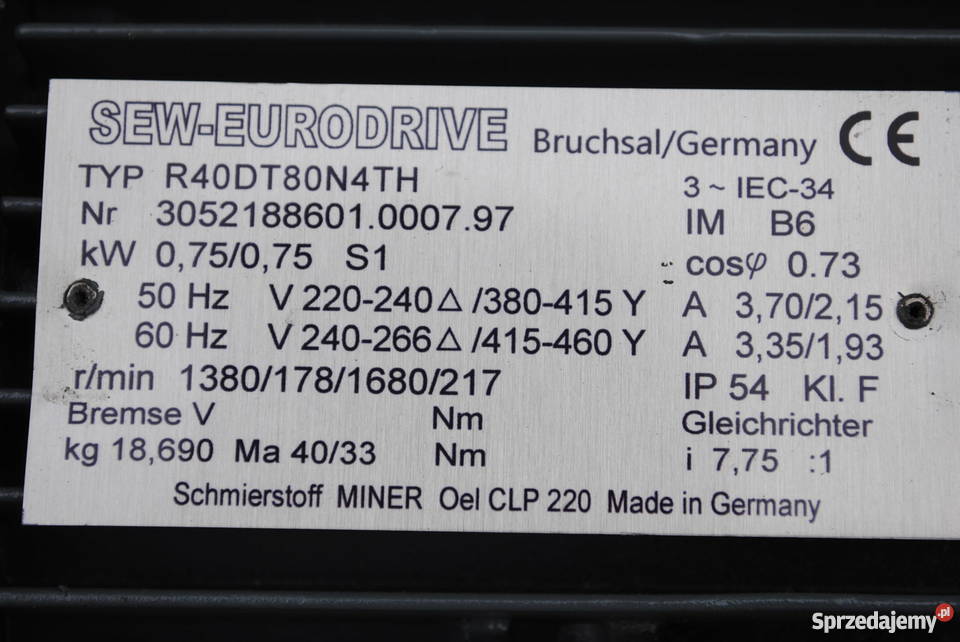 SEW-EURODRIVE Bruchsal/Germany CE
TYP R40DT80N4TH 3 ~ IEC-34
Nr 3052188601.0007.97 IM B6
kW 0,75/0,75 S1 cosφ 0.73
50 Hz V 220-240 Δ /380-415 Y A 3,70/2,15
60 Hz V 240-266 Δ /415-460 Y A 3,35/1,93
r/min 1380/178/1680/217 IP 54 Kl. F
Bremse V Nm Gleichrichter
kg 18,690 Ma 40/33 Nm i 7,75 :1
Schmierstoff MINER Oel CLP 220 Made in Germany
Sprzedajemy.pl